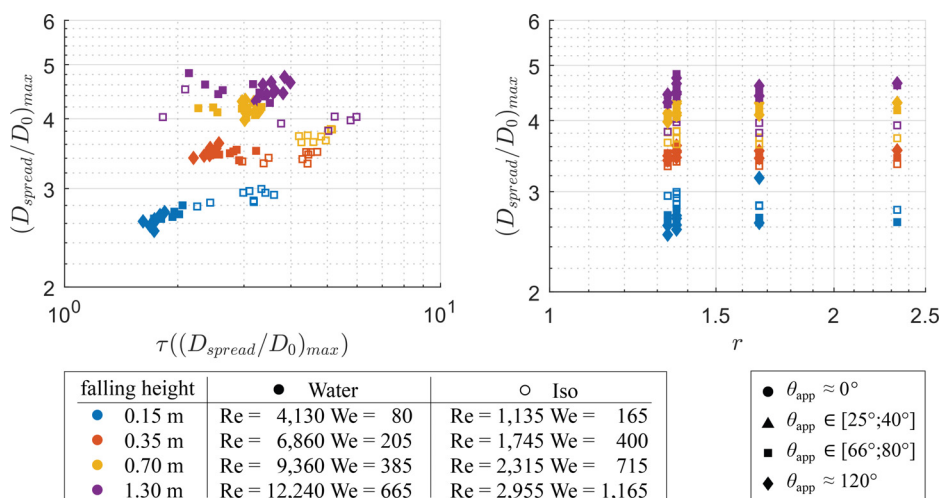 6
5
4
3
2
(D_spread/D_0)_max
10^0
10^1
τ((D_spread/D_0)_max)
6
5
4
3
2
(D_spread/D_0)_max
1
1.5
2
2.5
r
falling height ● Water ○ Iso
0.15 m Re = 4,130 We = 80 Re = 1,135 We = 165
0.35 m Re = 6,860 We = 205 Re = 1,745 We = 400
0.70 m Re = 9,360 We = 385 Re = 2,315 We = 715
1.30 m Re = 12,240 We = 665 Re = 2,955 We = 1,165
● θ_app ≈ 0°
▲ θ_app ∈ [25°;40°]
■ θ_app ∈ [66°;80°]
◆ θ_app ≈ 120°